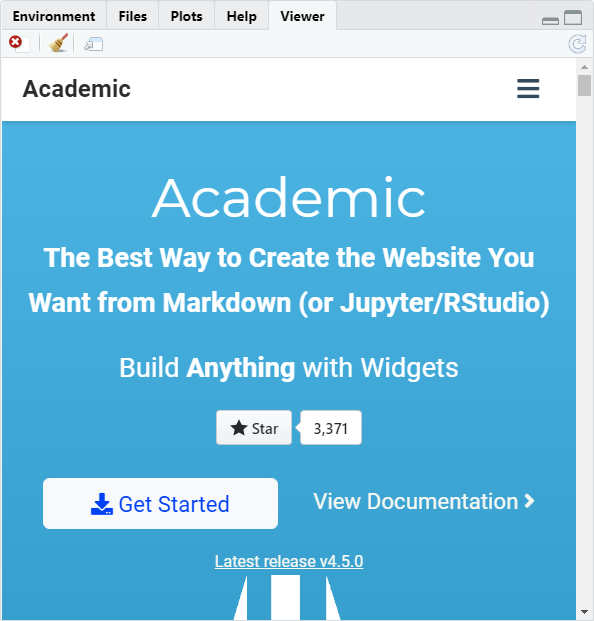 Environment Files Plots Help Viewer
Academic
Academic
The Best Way to Create the Website You
Want from Markdown (or Jupyter/RStudio)
Build Anything with Widgets
Star 3,371
Get Started View Documentation
Latest release v4.5.0